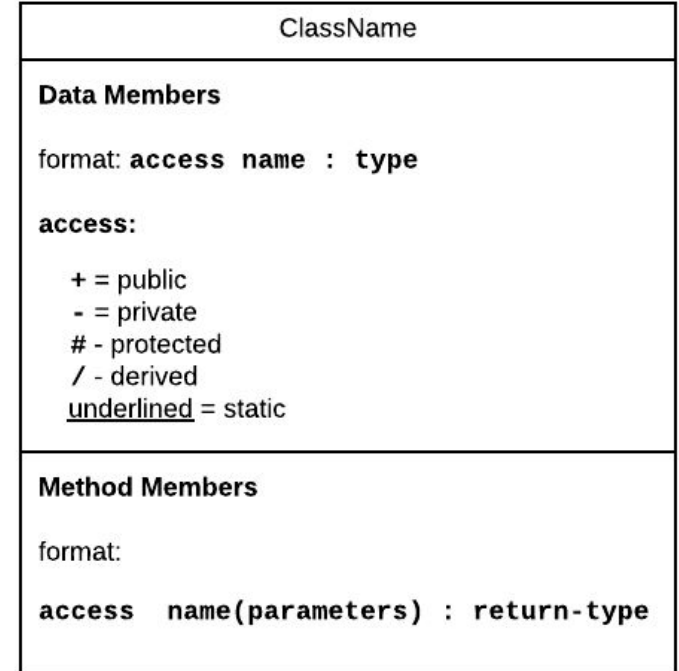 ClassName
Data Members
format: access name : type
access:
+ = public
- = private
# - protected
/ - derived
underlined = static
Method Members
format:
access name(parameters) : return-type